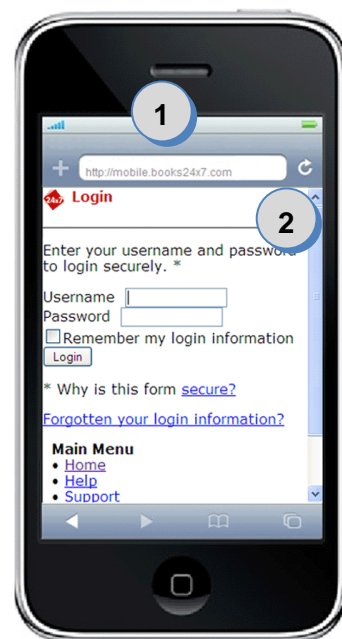 1
http://mobile.books24x7.com
24x7 Login
2
Enter your username and password
to login securely. *
Username
Password
Remember my login information
Login
* Why is this form secure?
Forgotten your login information?
Main Menu
• Home
• Help
• Support